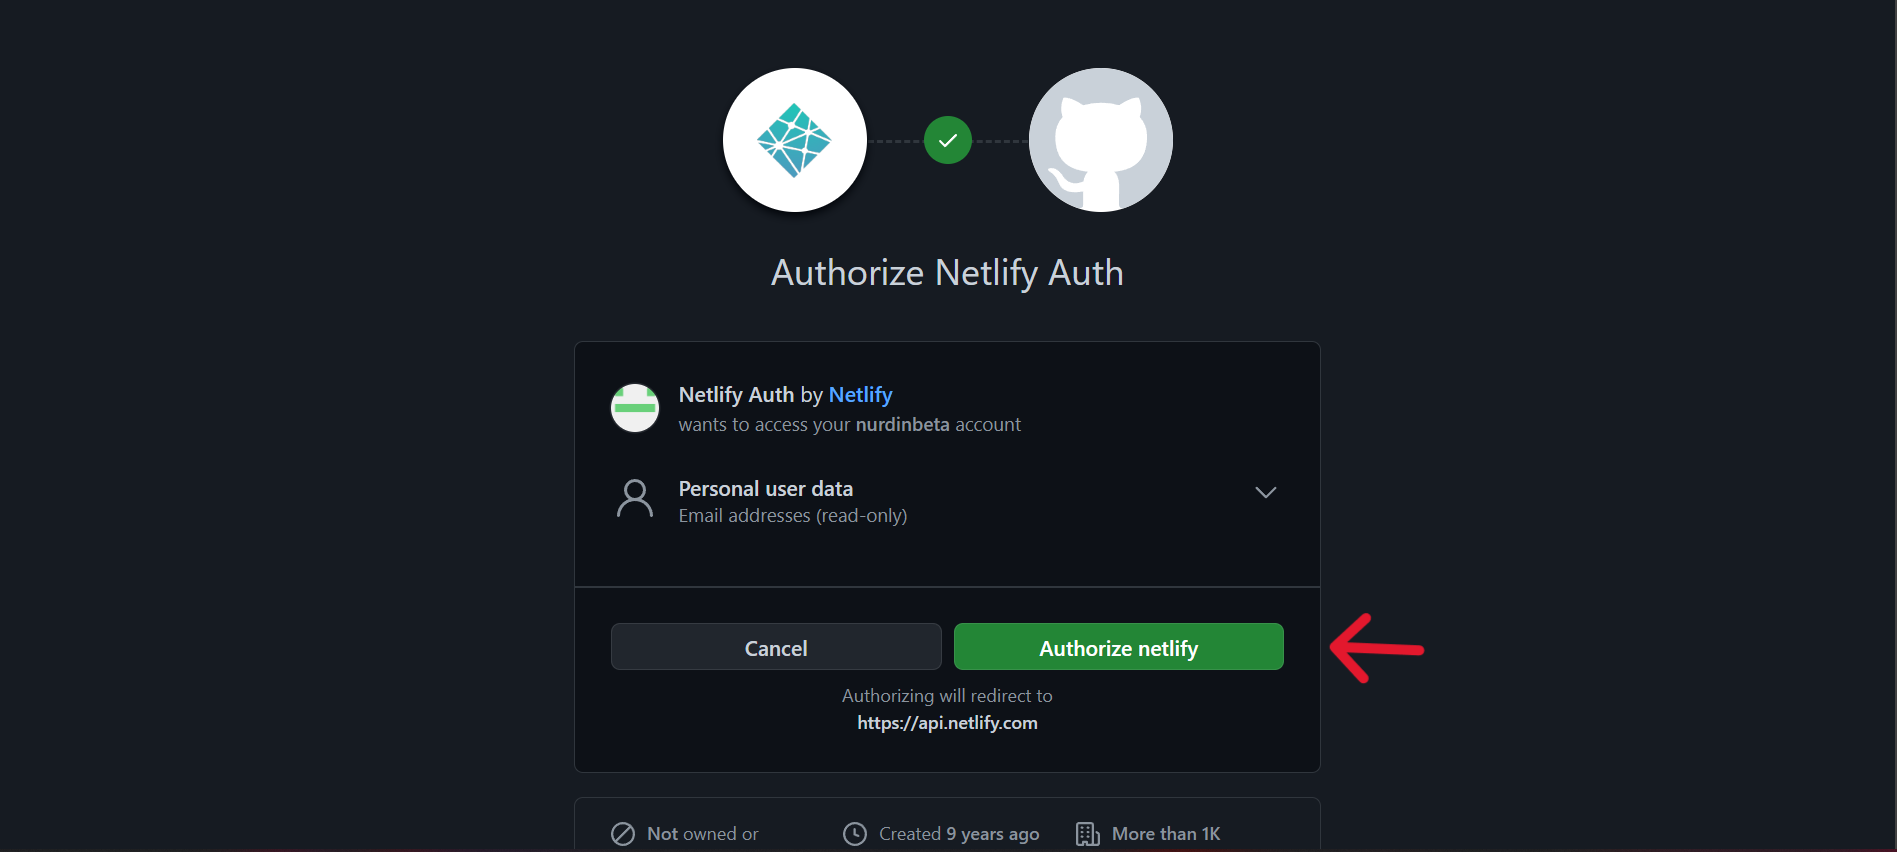 Authorize Netlify Auth
Netlify Auth by Netlify
wants to access your nurdinbeta account
Personal user data
Email addresses (read-only)
Cancel
Authorize netlify
Authorizing will redirect to
https://api.netlify.com
Not owned or
Created 9 years ago
More than 1K